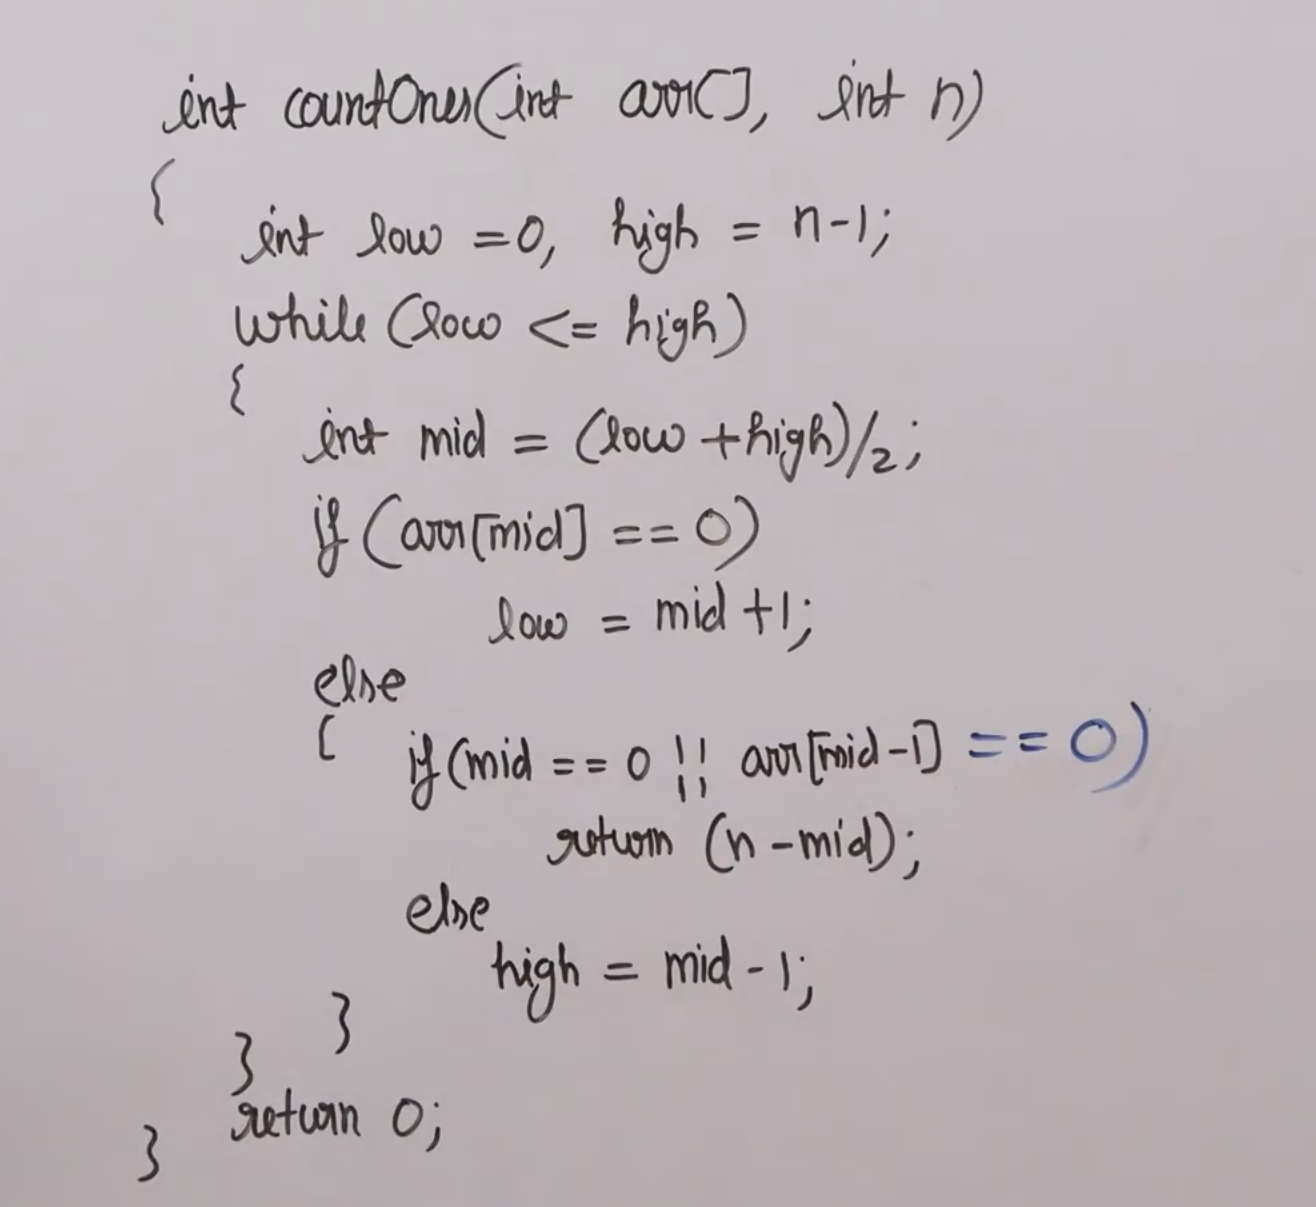 int countOnes(int arr[], int n)
{
int low =0, high = n-1;
while (low <= high)
{
int mid = (low +high)/2;
if (arr[mid] ==0)
low = mid +1;
else
{
if (mid ==0 || arr[mid-1] ==0)
return (n-mid);
else
high = mid-1;
}
}
return 0;
}